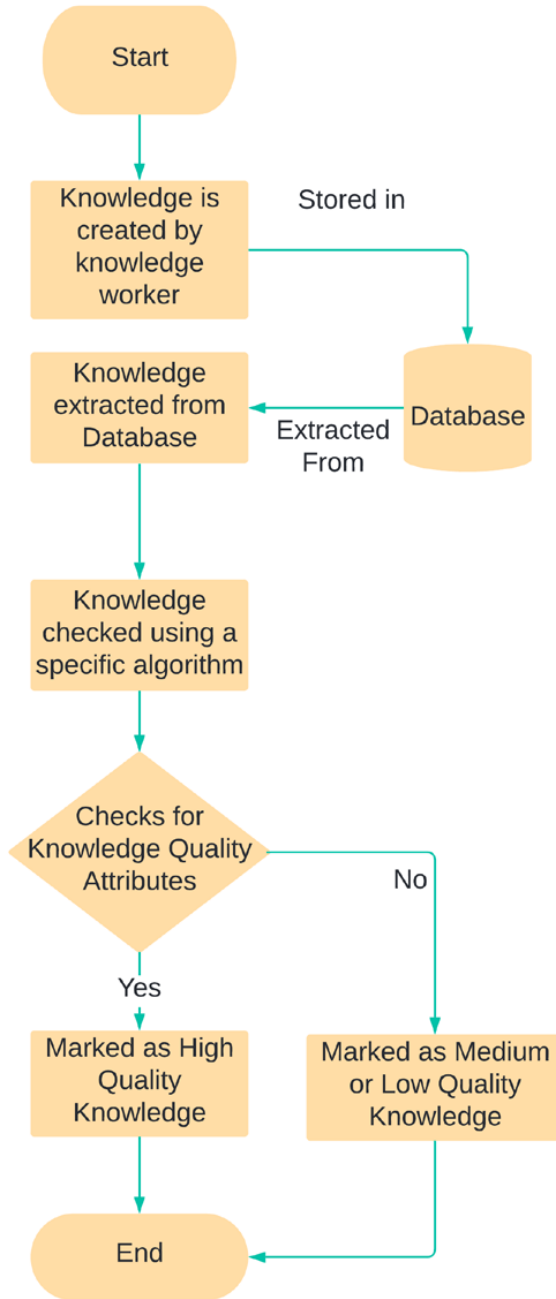 Start
Knowledge is
created by
knowledge
worker
Stored in
Database
Extracted
From
Knowledge
extracted from
Database
Knowledge
checked using a
specific algorithm
Checks for
Knowledge Quality
Attributes
No
Yes
Marked as High
Quality
Knowledge
Marked as Medium
or Low Quality
Knowledge
End